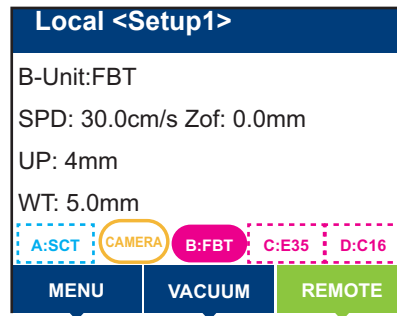 Local <Setup1>
B-Unit:FBT
SPD: 30.0cm/s Zof: 0.0mm
UP: 4mm
WT: 5.0mm
A:SCT CAMERA B:FBT C:E35 D:C16
MENU VACUUM REMOTE